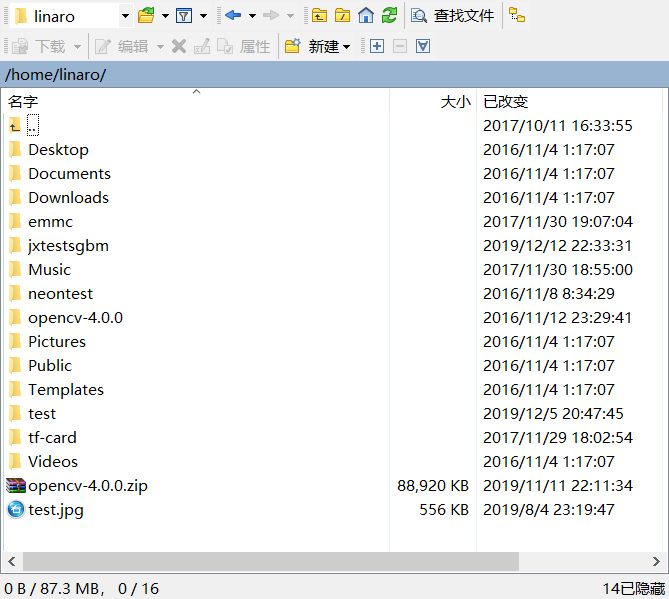 linaro 查找文件
下载 编辑 属性 新建
/home/linaro/
名字 大小 已改变
.. 2017/10/11 16:33:55
Desktop 2016/11/4 1:17:07
Documents 2016/11/4 1:17:07
Downloads 2016/11/4 1:17:07
emmc 2017/11/30 19:07:04
jxtestsgbm 2019/12/12 22:33:31
Music 2017/11/30 18:55:00
neontest 2016/11/8 8:34:29
opencv-4.0.0 2016/11/12 23:29:41
Pictures 2016/11/4 1:17:07
Public 2016/11/4 1:17:07
Templates 2016/11/4 1:17:07
test 2019/12/5 20:47:45
tf-card 2017/11/29 18:02:54
Videos 2016/11/4 1:17:07
opencv-4.0.0.zip 88,920 KB 2019/11/11 22:11:34
test.jpg 556 KB 2019/8/4 23:19:47
0 B / 87.3 MB, 0 / 16 14已隐藏